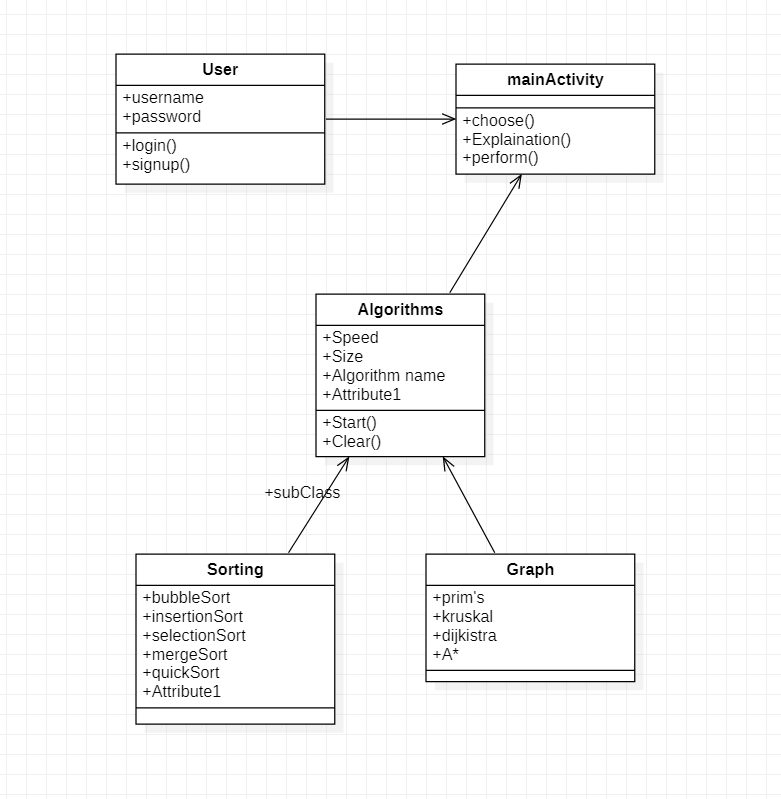 User
+username
+password
+login()
+signup()
mainActivity
+choose()
+Explaination()
+perform()
Algorithms
+Speed
+Size
+Algorithm name
+Attribute1
+Start()
+Clear()
+subClass
Sorting
+bubbleSort
+insertionSort
+selectionSort
+mergeSort
+quickSort
+Attribute1
Graph
+prim's
+kruskal
+dijkistra
+A*